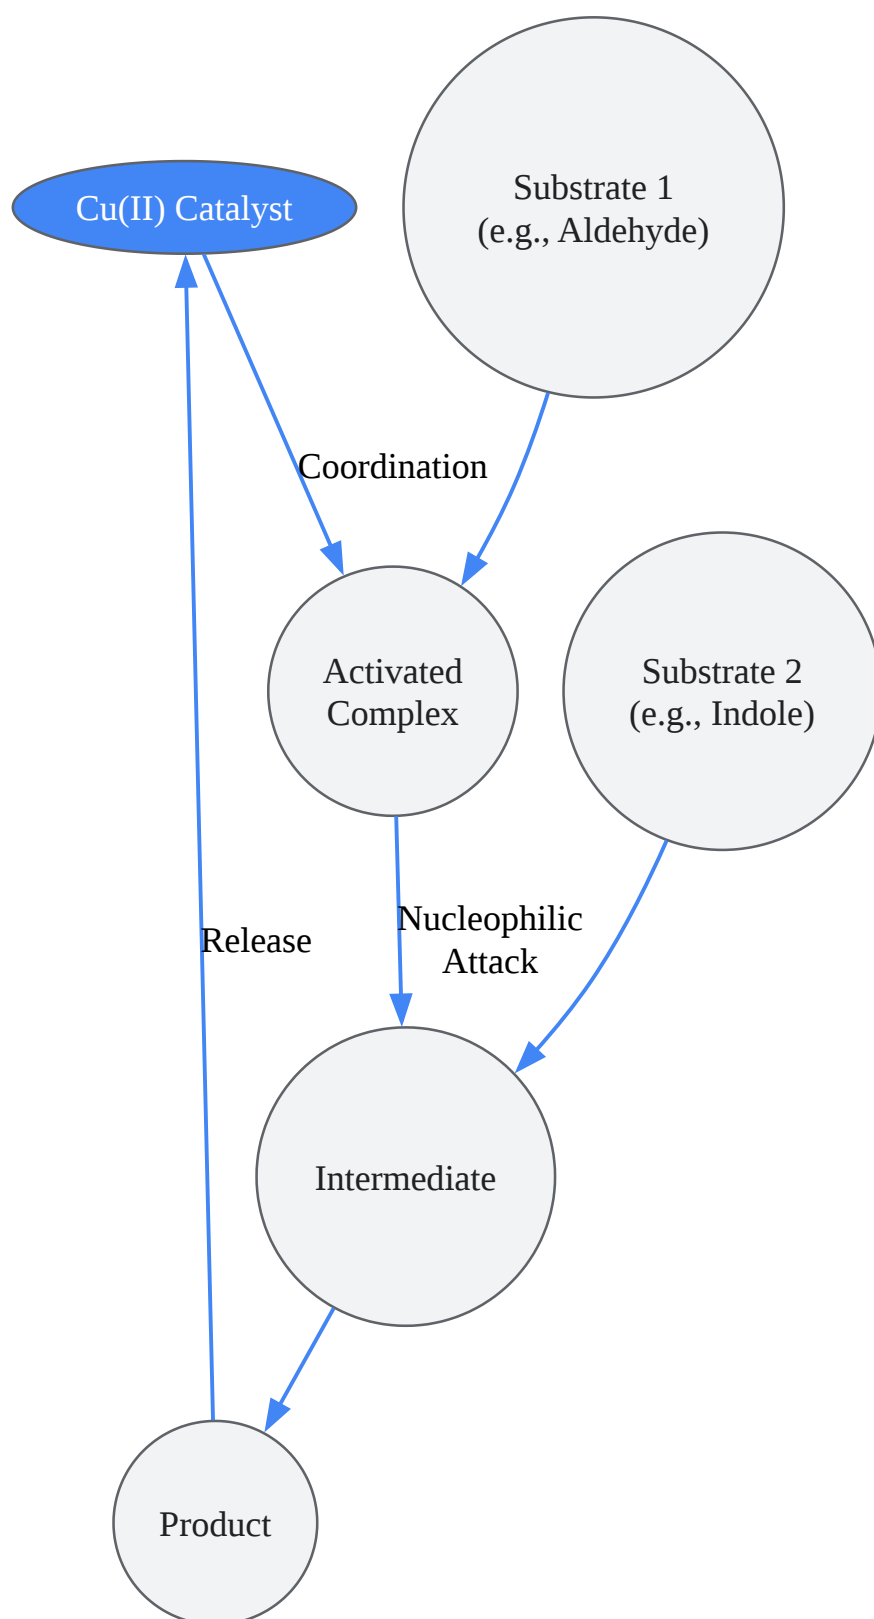 Substrate 1
(e.g., Aldehyde)
Cu(II) Catalyst
Coordination
Activated
Complex
Substrate 2
(e.g., Indole)
Nucleophilic
Attack
Release
Intermediate
Product